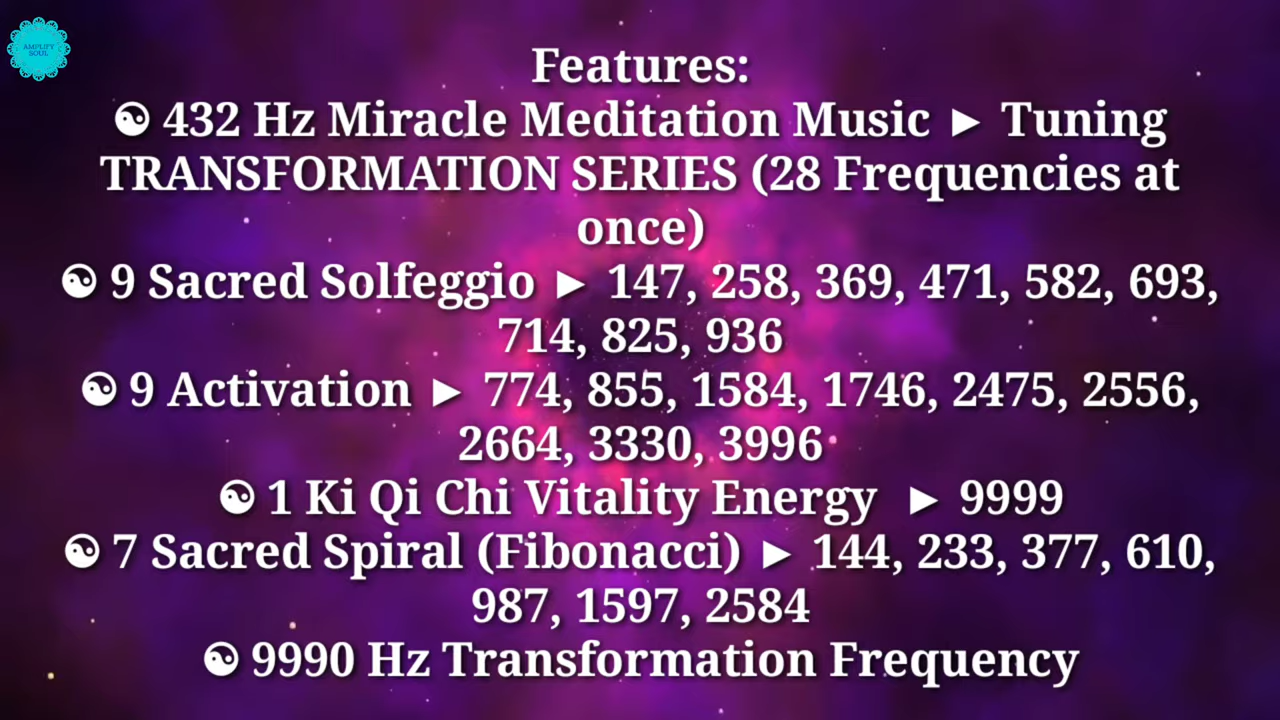 AMPLIFY
SOUL
Features:
☯ 432 Hz Miracle Meditation Music ► Tuning
TRANSFORMATION SERIES (28 Frequencies at
once)
☯ 9 Sacred Solfeggio ► 147, 258, 369, 471, 582, 693,
714, 825, 936
☯ 9 Activation ► 774, 855, 1584, 1746, 2475, 2556,
2664, 3330, 3996
☯ 1 Ki Qi Chi Vitality Energy ► 9999
☯ 7 Sacred Spiral (Fibonacci) ► 144, 233, 377, 610,
987, 1597, 2584
☯ 9990 Hz Transformation Frequency